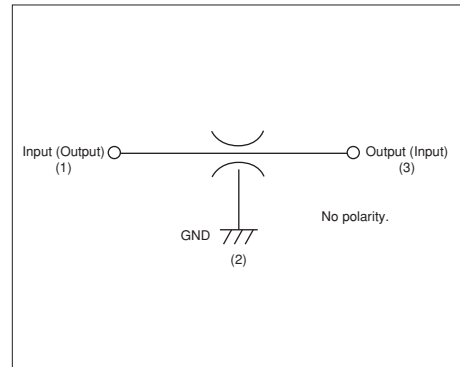 Input (Output)
(1)
Output (Input)
(3)
No polarity.
GND
(2)